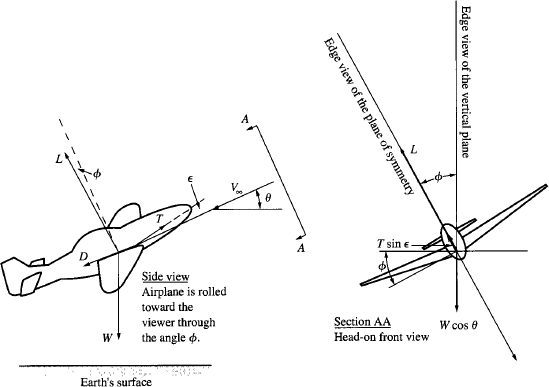 L
ϕ
D
T
ϵ
V∞
θ
A
A
W
Side view
Airplane is rolled
toward the
viewer through
the angle ϕ.
Earth's surface
Edge view of the plane of symmetry
Edge view of the vertical plane
L
ϕ
T sin ϵ
ϕ
W cos θ
Section AA
Head-on front view